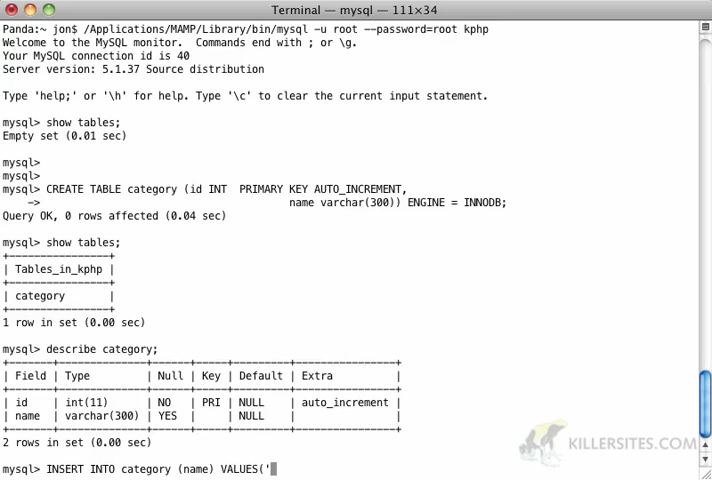 Terminal — mysql — 111×34
Panda:~ jon$ /Applications/MAMP/Library/bin/mysql -u root --password=root kphp
Welcome to the MySQL monitor.  Commands end with ; or \g.
Your MySQL connection id is 40
Server version: 5.1.37 Source distribution
Type 'help;' or '\h' for help. Type '\c' to clear the current input statement.
mysql> show tables;
Empty set (0.01 sec)
mysql>
mysql>
mysql> CREATE TABLE category (id INT  PRIMARY KEY AUTO_INCREMENT,
    ->                                         name varchar(300)) ENGINE = INNODB;
Query OK, 0 rows affected (0.04 sec)
mysql> show tables;
+----------------+
| Tables_in_kphp |
+----------------+
| category       |
+----------------+
1 row in set (0.00 sec)
mysql> describe category;
+-------+--------------+------+-----+---------+----------------+
| Field | Type         | Null | Key | Default | Extra          |
+-------+--------------+------+-----+---------+----------------+
| id    | int(11)      | NO   | PRI | NULL    | auto_increment |
| name  | varchar(300) | YES  |     | NULL    |                |
+-------+--------------+------+-----+---------+----------------+
2 rows in set (0.00 sec)
mysql> INSERT INTO category (name) VALUES('
KILLERSITES.COM